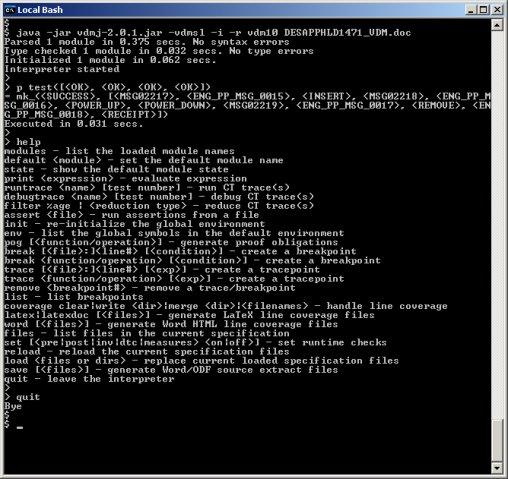 Local Bash
$
$ java -jar vdmj-2.0.1.jar -vdmsl -i -r vdm10 DESAPPHLD1471_VDM.doc
Parsed 1 module in 0.375 secs. No syntax errors
Type checked 1 module in 0.032 secs. No type errors
Initialized 1 module in 0.062 secs.
Interpreter started
>
> p test([<OK>, <OK>, <OK>, <OK>])
= mk_(<SUCCESS>, [<MSG02217>, <ENG_PP_MSG_0015>, <INSERT>, <MSG02218>, <ENG_PP_M
SG_0016>, <POWER_UP>, <POWER_DOWN>, <MSG02219>, <ENG_PP_MSG_0017>, <REMOVE>, <EN
G_PP_MSG_0018>, <RECEIPT>])
Executed in 0.031 secs.
>
> help
modules - list the loaded module names
default <module> - set the default module name
state - show the default module state
print <expression> - evaluate expression
runtrace <name> [test number] - run CT trace(s)
debugtrace <name> [test number] - debug CT trace(s)
filter %age | <reduction type> - reduce CT trace(s)
assert <file> - run assertions from a file
init - re-initialize the global environment
env - list the global symbols in the default environment
pog [<function/operation>] - generate proof obligations
break [<file>:]<line#> [<condition>] - create a breakpoint
break <function/operation> [<condition>] - create a breakpoint
trace [<file>:]<line#> [<exp>] - create a tracepoint
trace <function/operation> [<exp>] - create a tracepoint
remove <breakpoint#> - remove a trace/breakpoint
list - list breakpoints
coverage clear|write <dir>|merge <dir>|<filenames> - handle line coverage
latex|latexdoc [<files>] - generate LaTeX line coverage files
word [<files>] - generate Word HTML line coverage files
files - list files in the current specification
set [<pre|post|inv|dtc|measures> <on|off>] - set runtime checks
reload - reload the current specification files
load <files or dirs> - replace current loaded specification files
save [<files>] - generate Word/ODF source extract files
quit - leave the interpreter
>
> quit
Bye
$
$ _